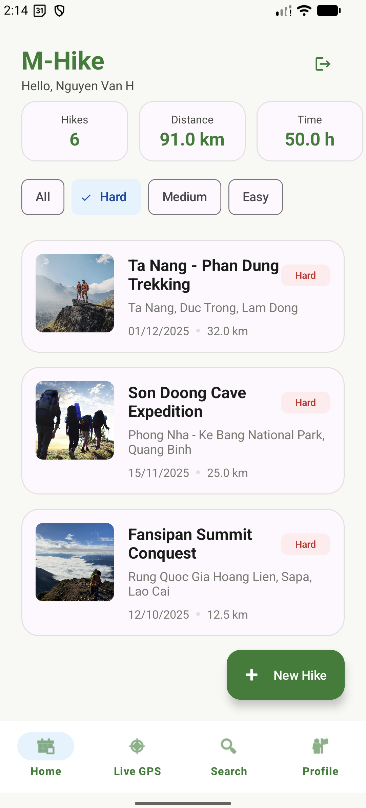 2:14
31
M-Hike
Hello, Nguyen Van H
Hikes
6
Distance
91.0 km
Time
50.0 h
All
Hard
Medium
Easy
Ta Nang - Phan Dung
Trekking
Hard
Ta Nang, Duc Trong, Lam Dong
01/12/2025 • 32.0 km
Son Doong Cave
Expedition
Hard
Phong Nha - Ke Bang National Park,
Quang Binh
15/11/2025 • 25.0 km
Fansipan Summit
Conquest
Hard
Rung Quoc Gia Hoang Lien, Sapa,
Lao Cai
12/10/2025 • 12.5 km
+ New Hike
Home
Live GPS
Search
Profile